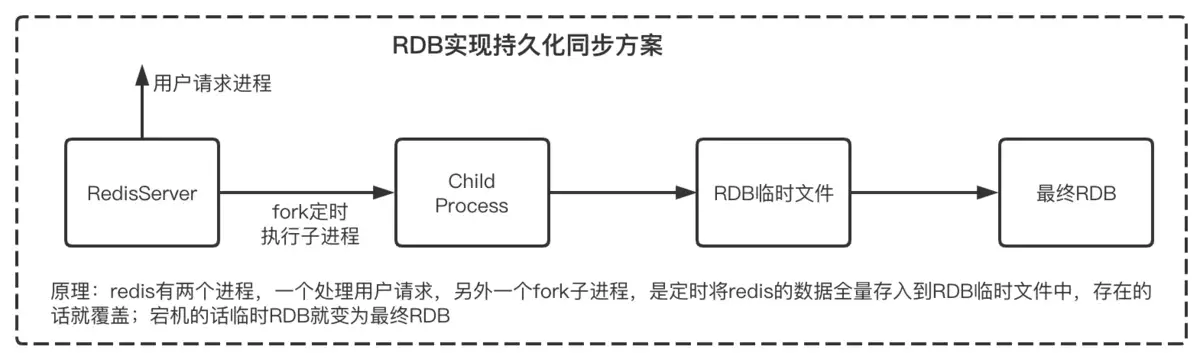 RDB实现持久化同步方案
用户请求进程
RedisServer
fork定时
执行子进程
Child
Process
RDB临时文件
最终RDB
原理：redis有两个进程，一个处理用户请求，另外一个fork子进程，是定时将redis的数据全量存入到RDB临时文件中，存在的
话就覆盖；宕机的话临时RDB就变为最终RDB